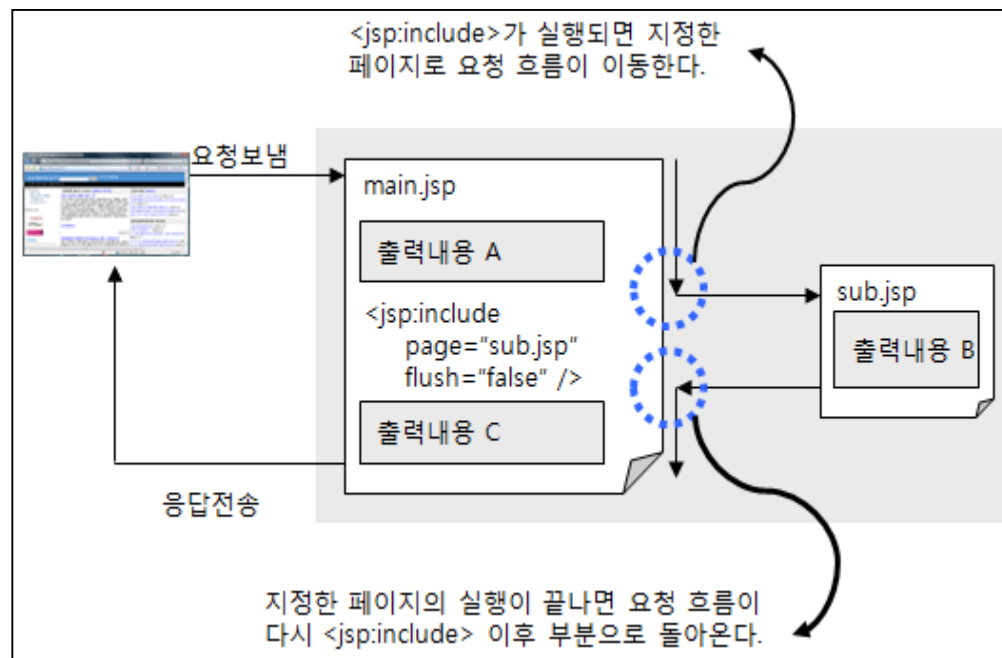 <jsp:include>가 실행되면 지정한
페이지로 요청 흐름이 이동한다.
요청보냄
main.jsp
출력내용 A
<jsp:include
page="sub.jsp"
flush="false" />
출력내용 C
sub.jsp
출력내용 B
응답전송
지정한 페이지의 실행이 끝나면 요청 흐름이
다시 <jsp:include> 이후 부분으로 돌아온다.